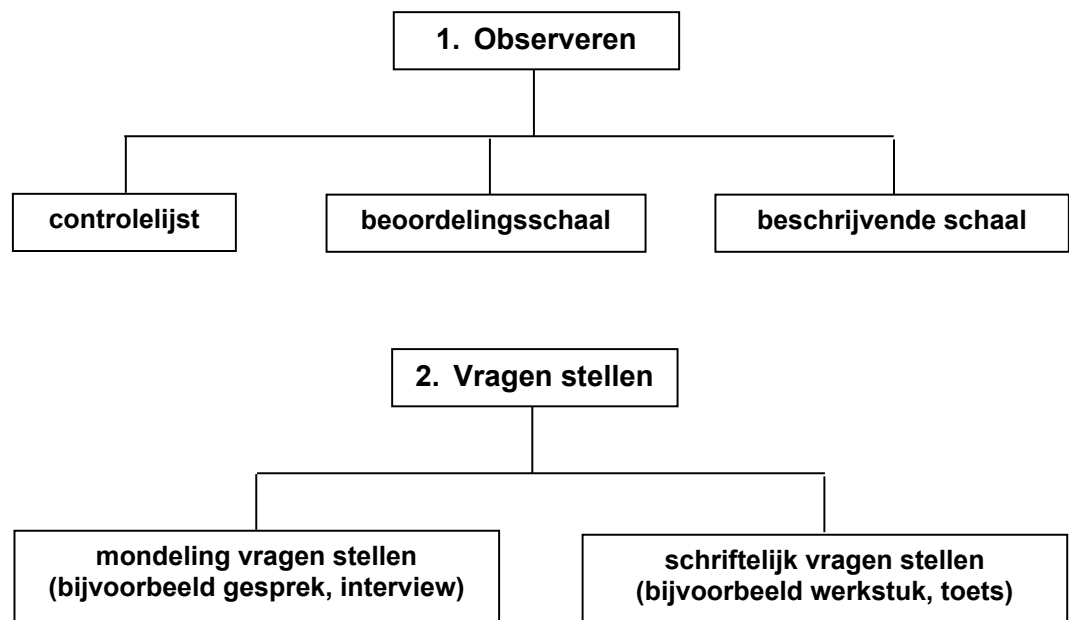 1. Observeren
controlelijst
beoordelingsschaal
beschrijvende schaal
2. Vragen stellen
mondeling vragen stellen
(bijvoorbeeld gesprek, interview)
schriftelijk vragen stellen
(bijvoorbeeld werkstuk, toets)